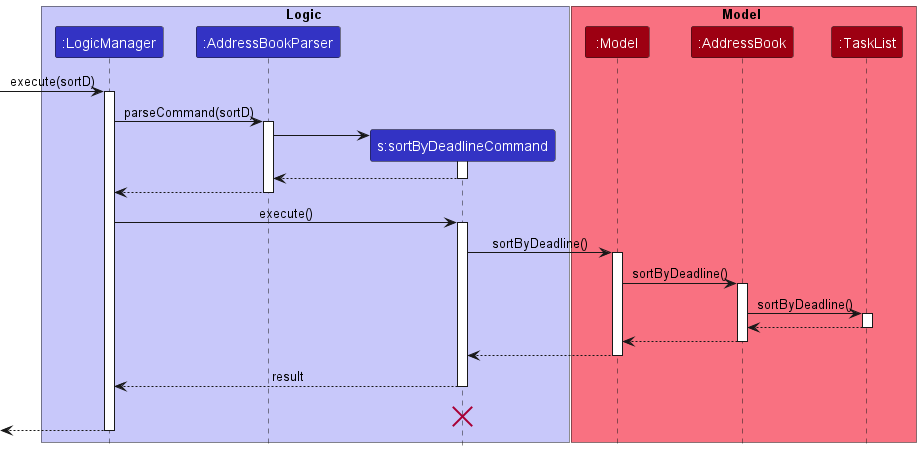 Logic
Model
:LogicManager
:AddressBookParser
:Model
:AddressBook
:TaskList
execute(sortD)
parseCommand(sortD)
s:sortByDeadlineCommand
execute()
sortByDeadline()
sortByDeadline()
sortByDeadline()
result